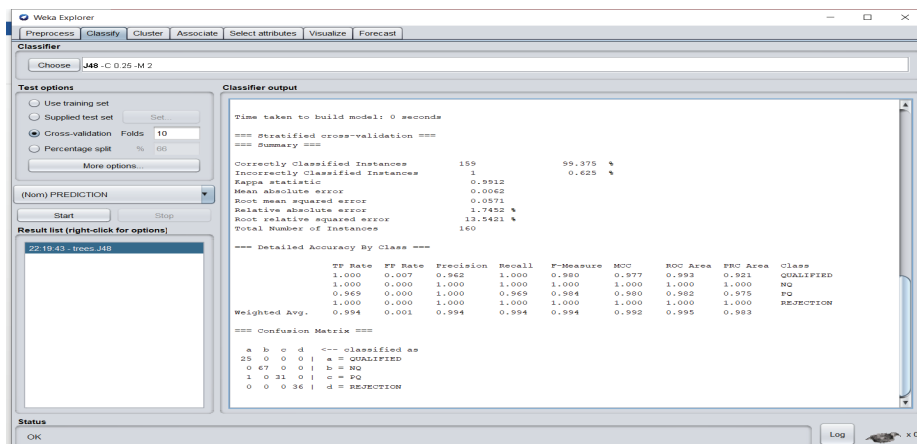 Weka Explorer
Preprocess Classify Cluster Associate Select attributes Visualize Forecast
Classifier
Choose J48 -C 0.25 -M 2
Test options
Use training set
Supplied test set Set...
Cross-validation Folds 10
Percentage split % 66
More options...
(Nom) PREDICTION
Start Stop
Result list (right-click for options)
22:19:43 - trees.J48
Classifier output
Time taken to build model: 0 seconds
=== Stratified cross-validation ===
=== Summary ===
Correctly Classified Instances 159 99.375 %
Incorrectly Classified Instances 1 0.625 %
Kappa statistic 0.9912
Mean absolute error 0.0062
Root mean squared error 0.0571
Relative absolute error 1.7452 %
Root relative squared error 13.5421 %
Total Number of Instances 160
=== Detailed Accuracy By Class ===
TP Rate FP Rate Precision Recall F-Measure MCC ROC Area PRC Area Class
1.000 0.007 0.962 1.000 0.980 0.977 0.993 0.921 QUALIFIED
1.000 0.000 1.000 1.000 1.000 1.000 1.000 1.000 NQ
0.969 0.000 1.000 0.969 0.984 0.980 0.982 0.975 PQ
1.000 0.000 1.000 1.000 1.000 1.000 1.000 1.000 REJECTION
Weighted Avg. 0.994 0.001 0.994 0.994 0.994 0.992 0.995 0.983
=== Confusion Matrix ===
a b c d <-- classified as
25 0 0 0 | a = QUALIFIED
0 67 0 0 | b = NQ
1 0 31 0 | c = PQ
0 0 0 36 | d = REJECTION
Status
OK
Log x 0